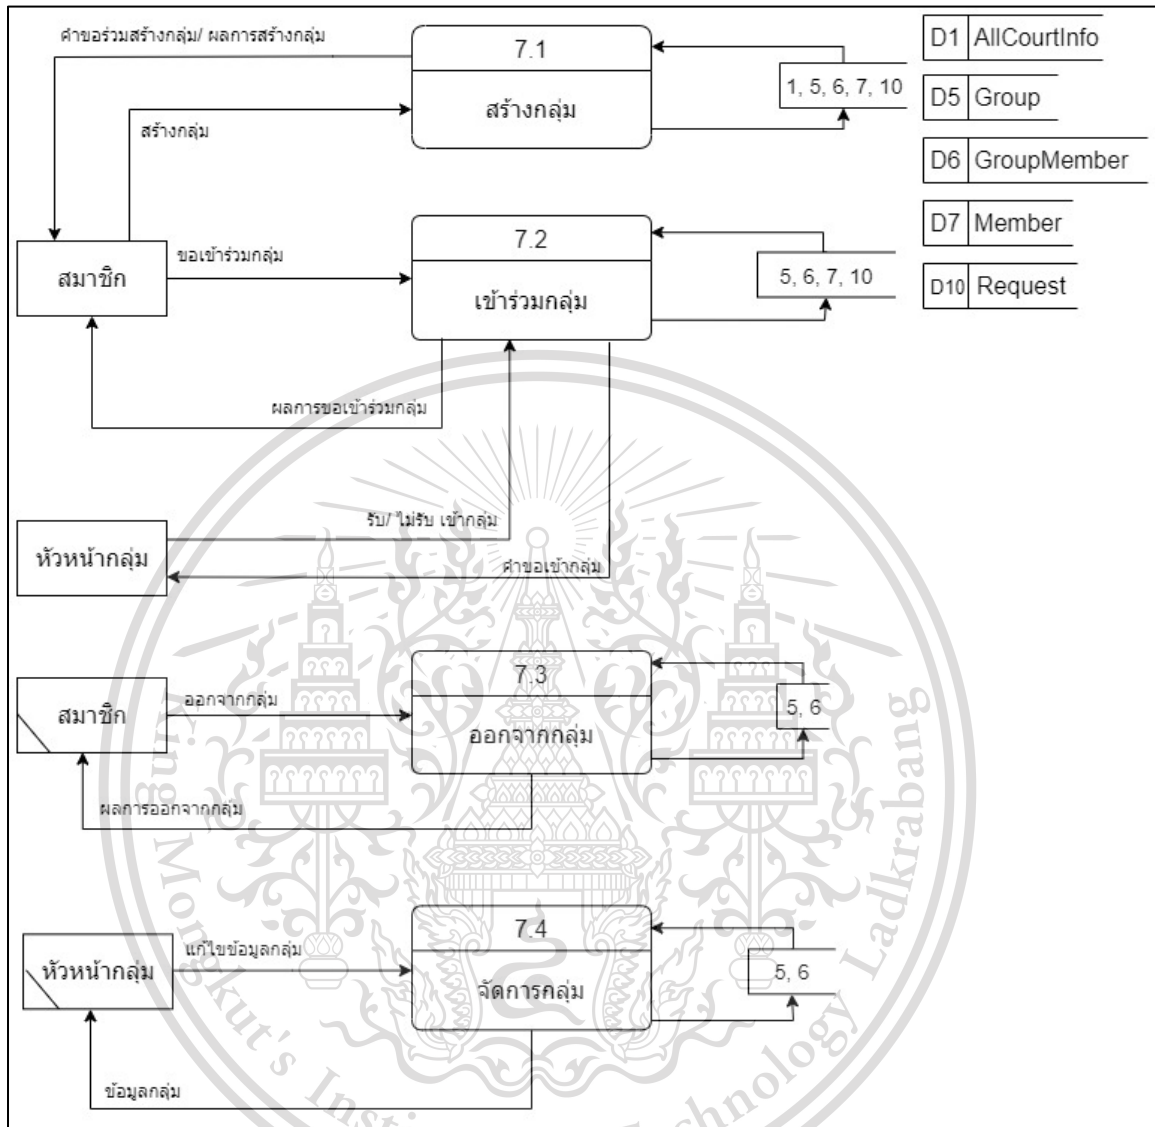 คำขอร่วมสร้างกลุ่ม/ ผลการสร้างกลุ่ม
สร้างกลุ่ม
7.1
สร้างกลุ่ม
1, 5, 6, 7, 10
D1 AllCourtInfo
D5 Group
D6 GroupMember
D7 Member
D10 Request
สมาชิก
ขอเข้าร่วมกลุ่ม
7.2
เข้าร่วมกลุ่ม
5, 6, 7, 10
ผลการขอเข้าร่วมกลุ่ม
หัวหน้ากลุ่ม
รับ/ ไม่รับ เข้ากลุ่ม
คำขอเข้ากลุ่ม
สมาชิก
ออกจากกลุ่ม
7.3
ออกจากกลุ่ม
5, 6
ผลการออกจากกลุ่ม
หัวหน้ากลุ่ม
แก้ไขข้อมูลกลุ่ม
7.4
จัดการกลุ่ม
5, 6
ข้อมูลกลุ่ม
King Mongkut's Insti Technology Ladkrabang